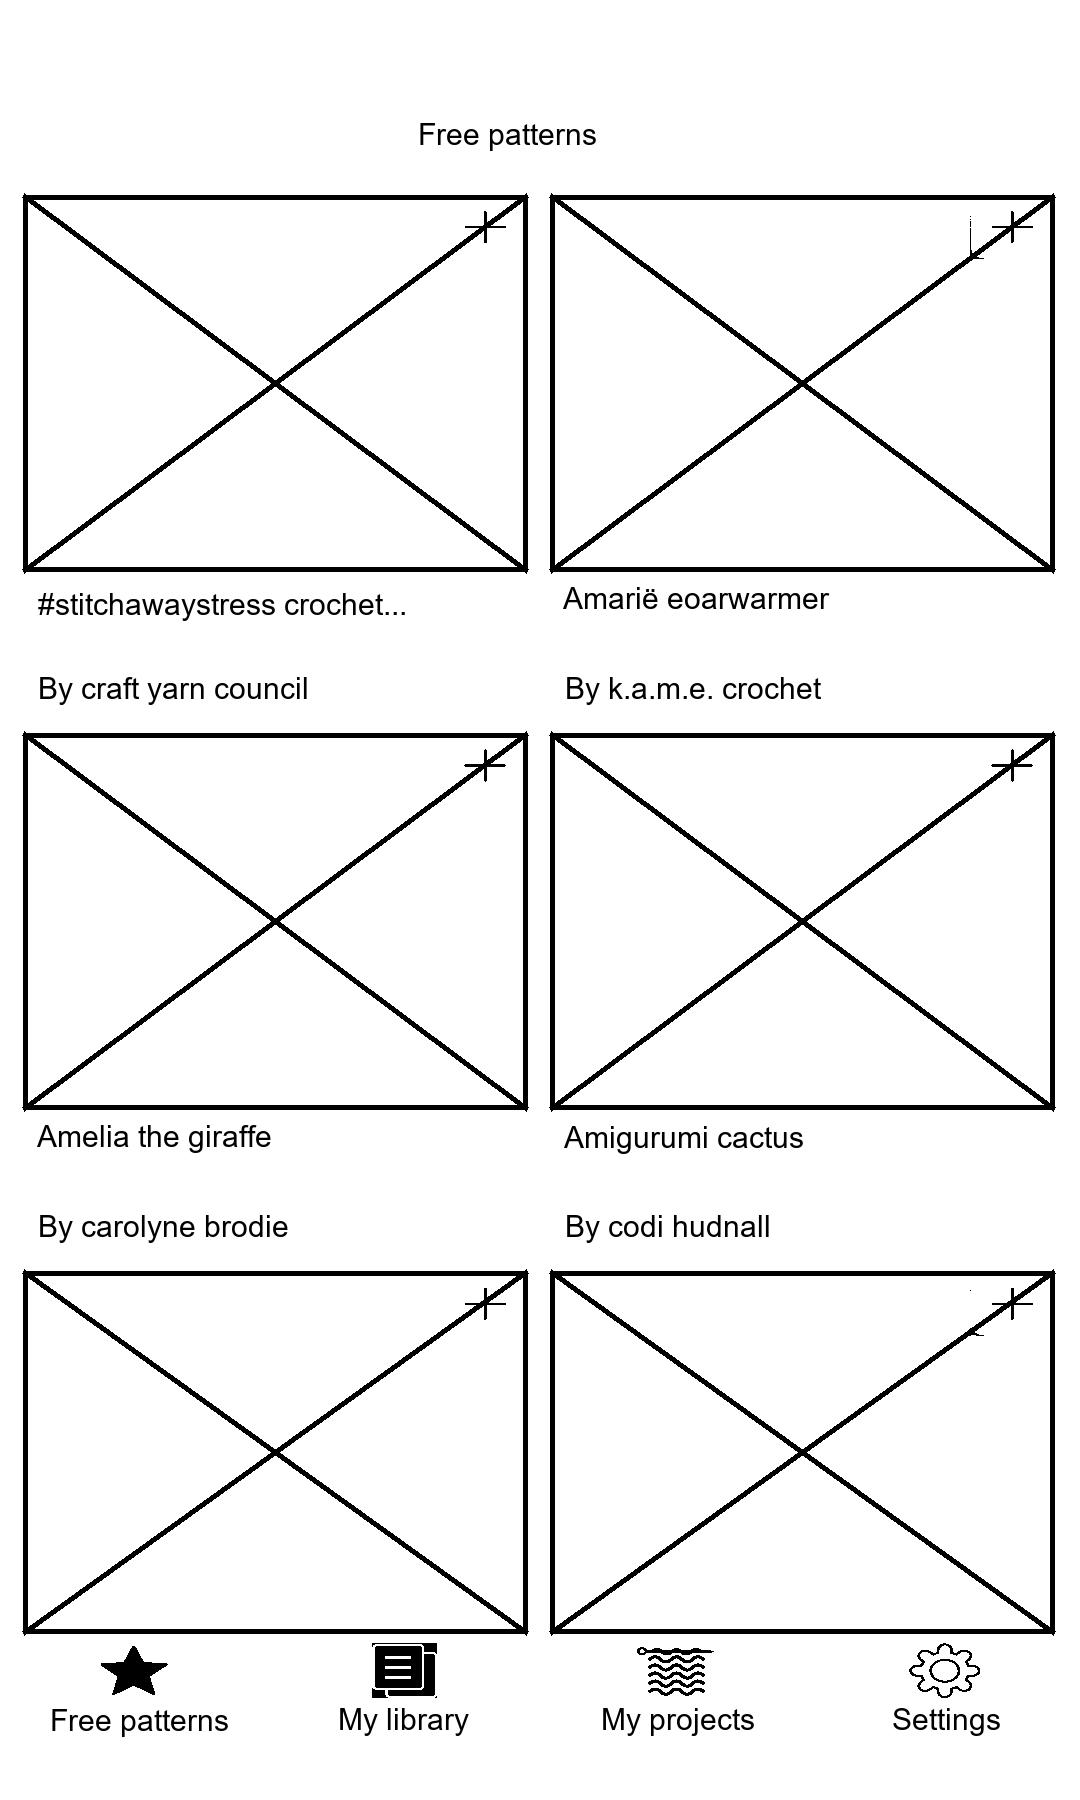 Free patterns
#stitchawaystress crochet...
Amarië eoarwarmer
By craft yarn council
By k.a.m.e. crochet
Amelia the giraffe
Amigurumi cactus
By carolyne brodie
By codi hudnall
Free patterns
My library
My projects
Settings